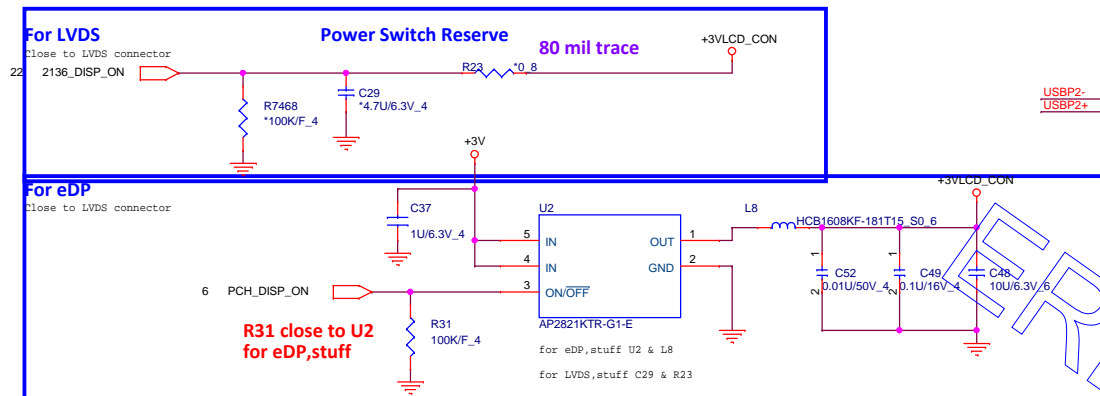 For LVDS
Power Switch Reserve
Close to LVDS connector
80 mil trace
+3VLCD_CON
22 2136_DISP_ON
R23 *0_8
C29
*4.7U/6.3V_4
R7468
*100K/F_4
USBP2-
USBP2+
+3V
For eDP
Close to LVDS connector
+3VLCD_CON
C37
1U/6.3V_4
U2
L8
HCB1608KF-181T15_S0_6
5 IN
OUT 1
4 IN
GND 2
3 ON/OFF
1
C52
0.01U/50V_4
2
1
C49
0.1U/16V_4
2
C48
10U/6.3V_6
6 PCH_DISP_ON
R31
100K/F_4
R31 close to U2
for eDP,stuff
AP2821KTR-G1-E
for eDP,stuff U2 & L8
for LVDS,stuff C29 & R23